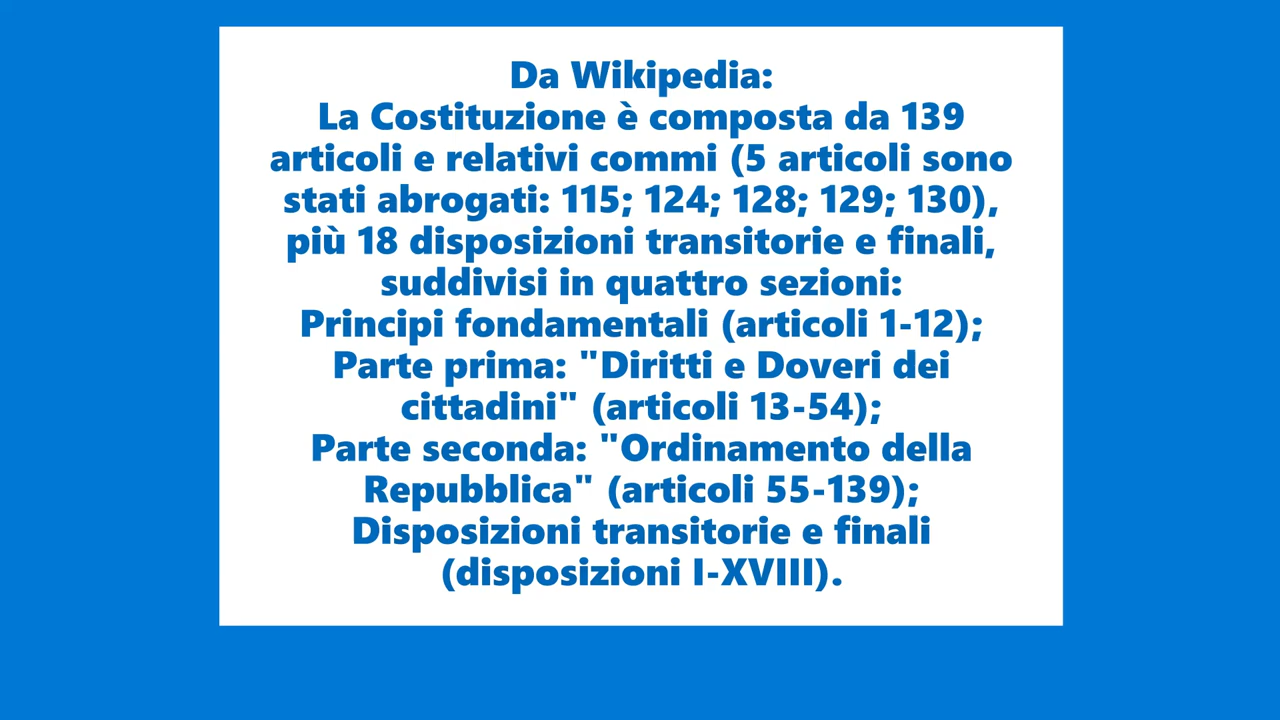 Da Wikipedia:
La Costituzione è composta da 139
articoli e relativi commi (5 articoli sono
stati abrogati: 115; 124; 128; 129; 130),
più 18 disposizioni transitorie e finali,
suddivisi in quattro sezioni:
Principi fondamentali (articoli 1-12);
Parte prima: "Diritti e Doveri dei
cittadini" (articoli 13-54);
Parte seconda: "Ordinamento della
Repubblica" (articoli 55-139);
Disposizioni transitorie e finali
(disposizioni I-XVIII).